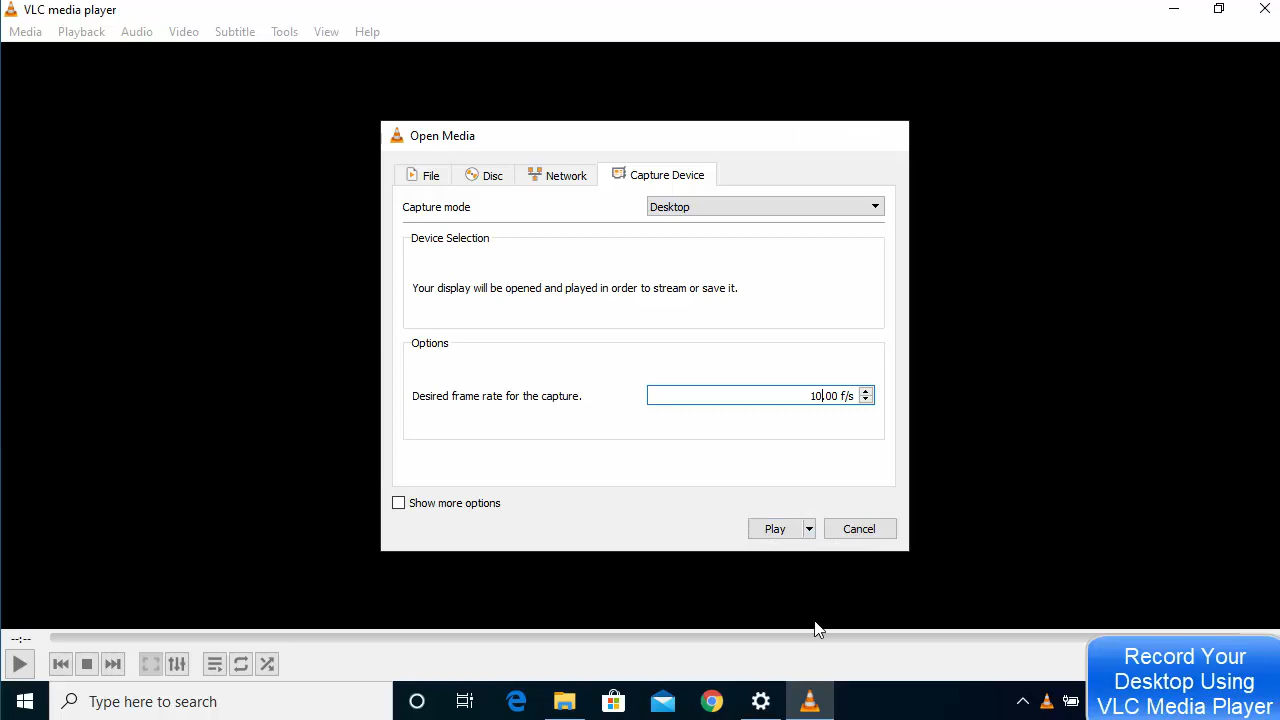 VLC media player
Media Playback Audio Video Subtitle Tools View Help
Open Media
File Disc Network Capture Device
Capture mode Desktop
Device Selection
Your display will be opened and played in order to stream or save it.
Options
Desired frame rate for the capture. 10.00 f/s
Show more options
Play Cancel
--:--
Record Your
Desktop Using
VLC Media Player
Type here to search